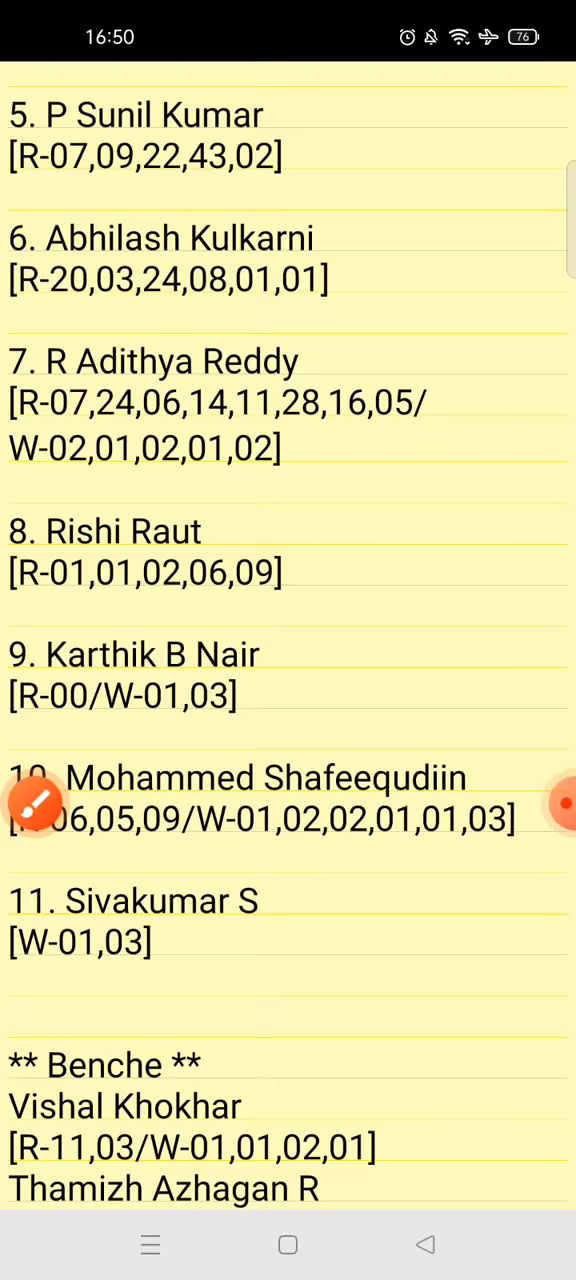 16:50
76
5. P Sunil Kumar
[R-07,09,22,43,02]
6. Abhilash Kulkarni
[R-20,03,24,08,01,01]
7. R Adithya Reddy
[R-07,24,06,14,11,28,16,05/
W-02,01,02,01,02]
8. Rishi Raut
[R-01,01,02,06,09]
9. Karthik B Nair
[R-00/W-01,03]
10. Mohammed Shafeequdiin
[R-06,05,09/W-01,02,02,01,01,03]
11. Sivakumar S
[W-01,03]
** Benche **
Vishal Khokhar
[R-11,03/W-01,01,02,01]
Thamizh Azhagan R